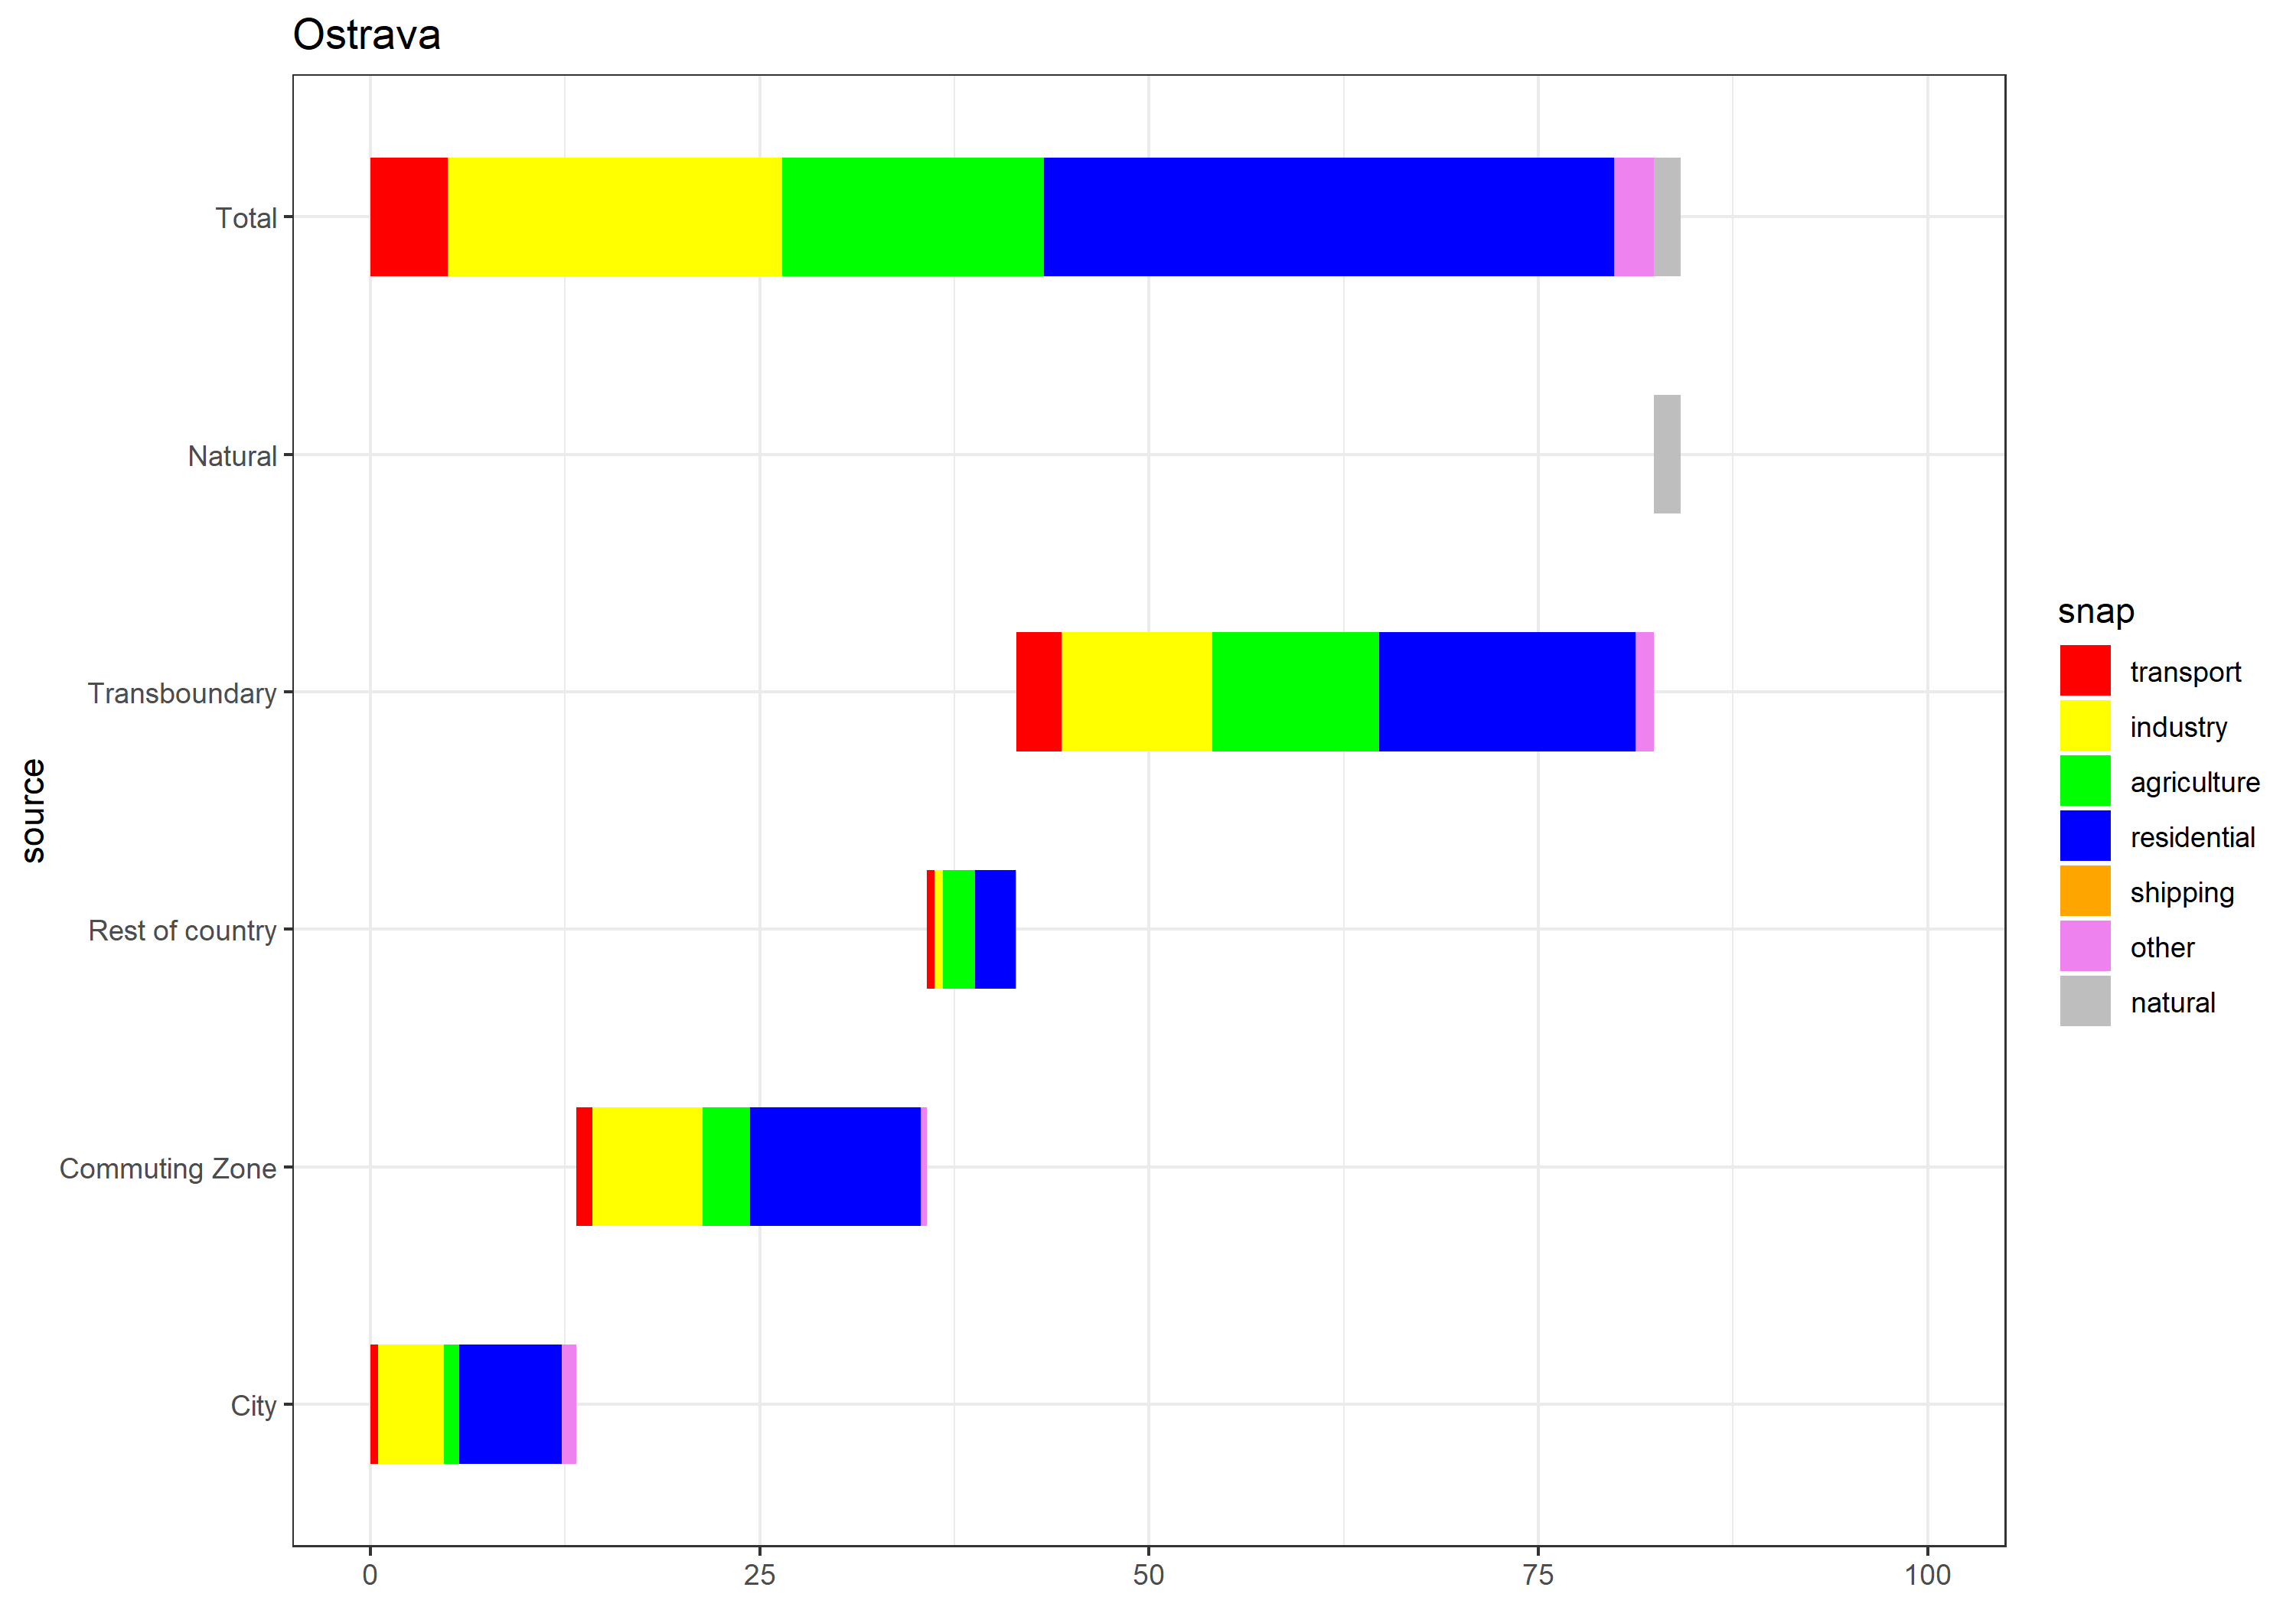 Ostrava
Total
Natural
Transboundary
Rest of country
Commuting Zone
City
source
0 25 50 75 100
snap
transport
industry
agriculture
residential
shipping
other
natural